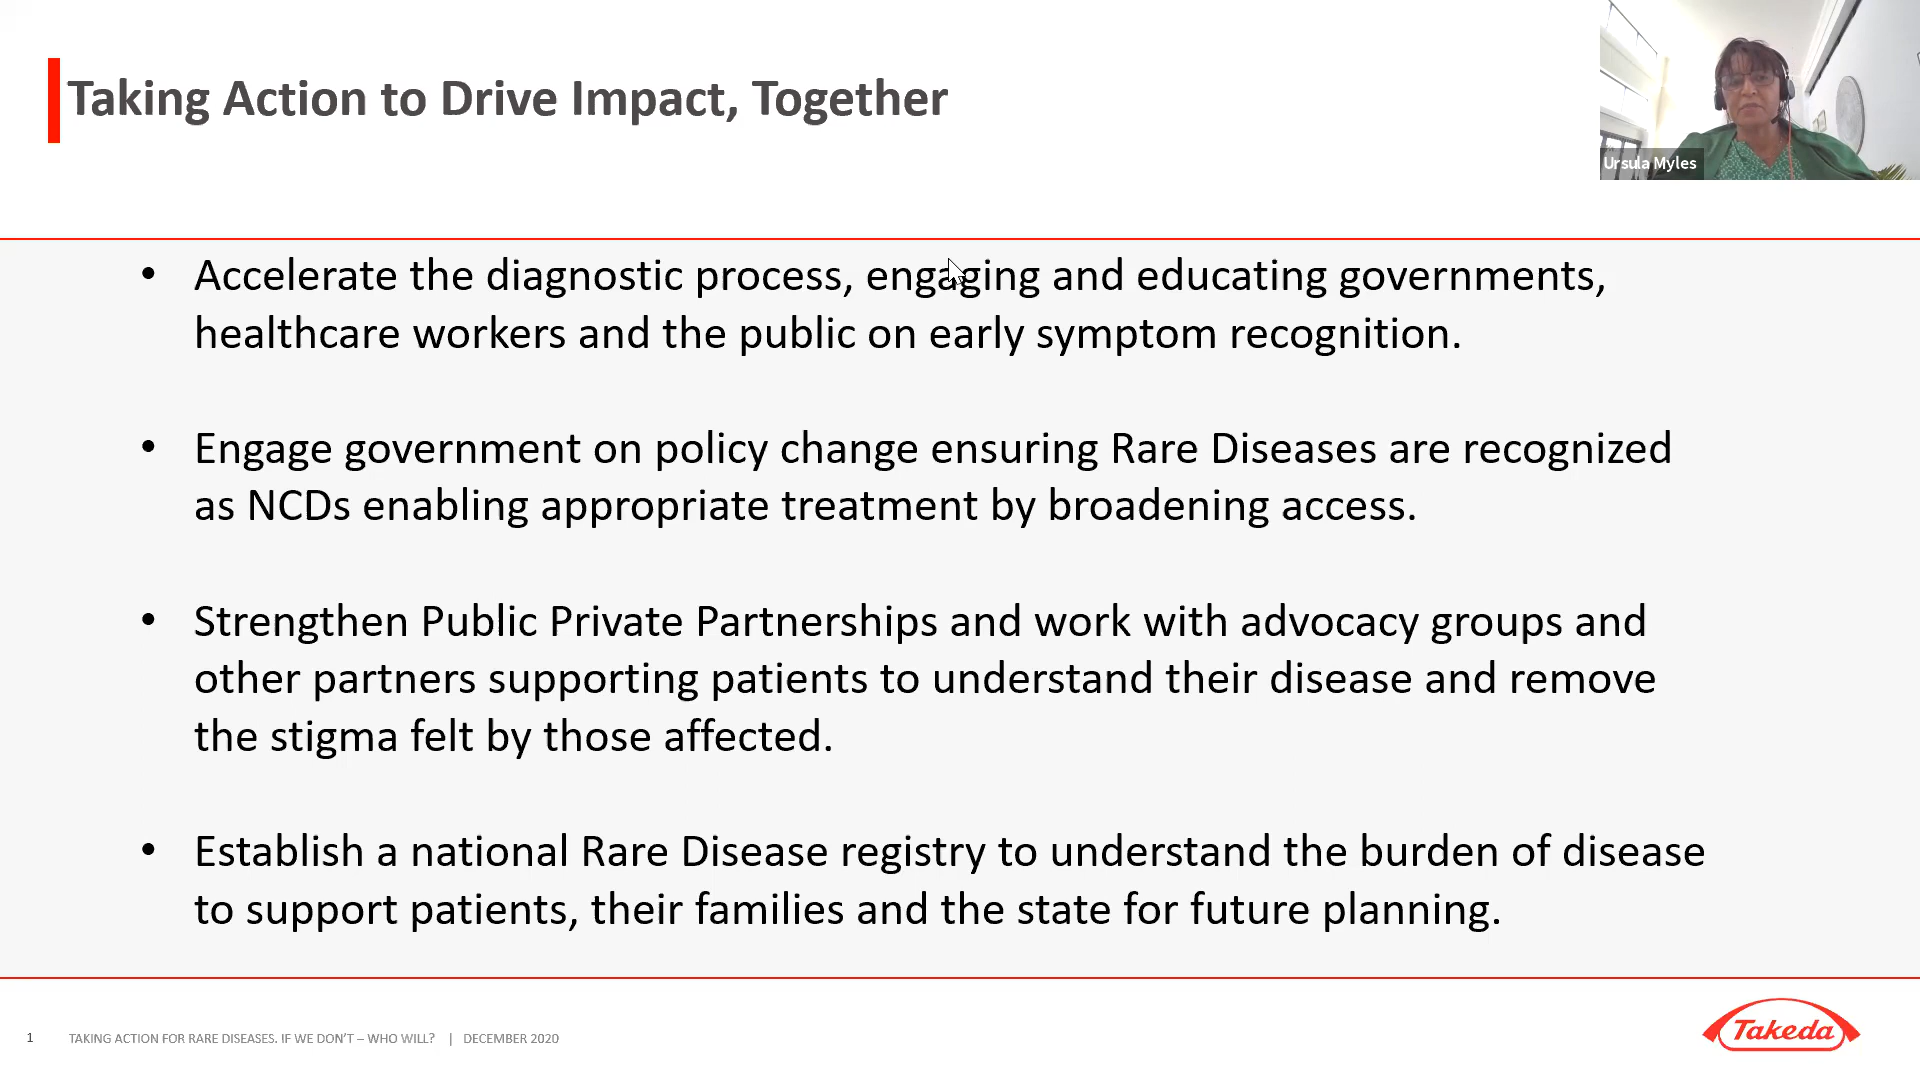 Taking Action to Drive Impact, Together
Ursula Myles
• Accelerate the diagnostic process, engaging and educating governments,
healthcare workers and the public on early symptom recognition.
• Engage government on policy change ensuring Rare Diseases are recognized
as NCDs enabling appropriate treatment by broadening access.
• Strengthen Public Private Partnerships and work with advocacy groups and
other partners supporting patients to understand their disease and remove
the stigma felt by those affected.
• Establish a national Rare Disease registry to understand the burden of disease
to support patients, their families and the state for future planning.
1 TAKING ACTION FOR RARE DISEASES. IF WE DON'T – WHO WILL? | DECEMBER 2020
Takeda